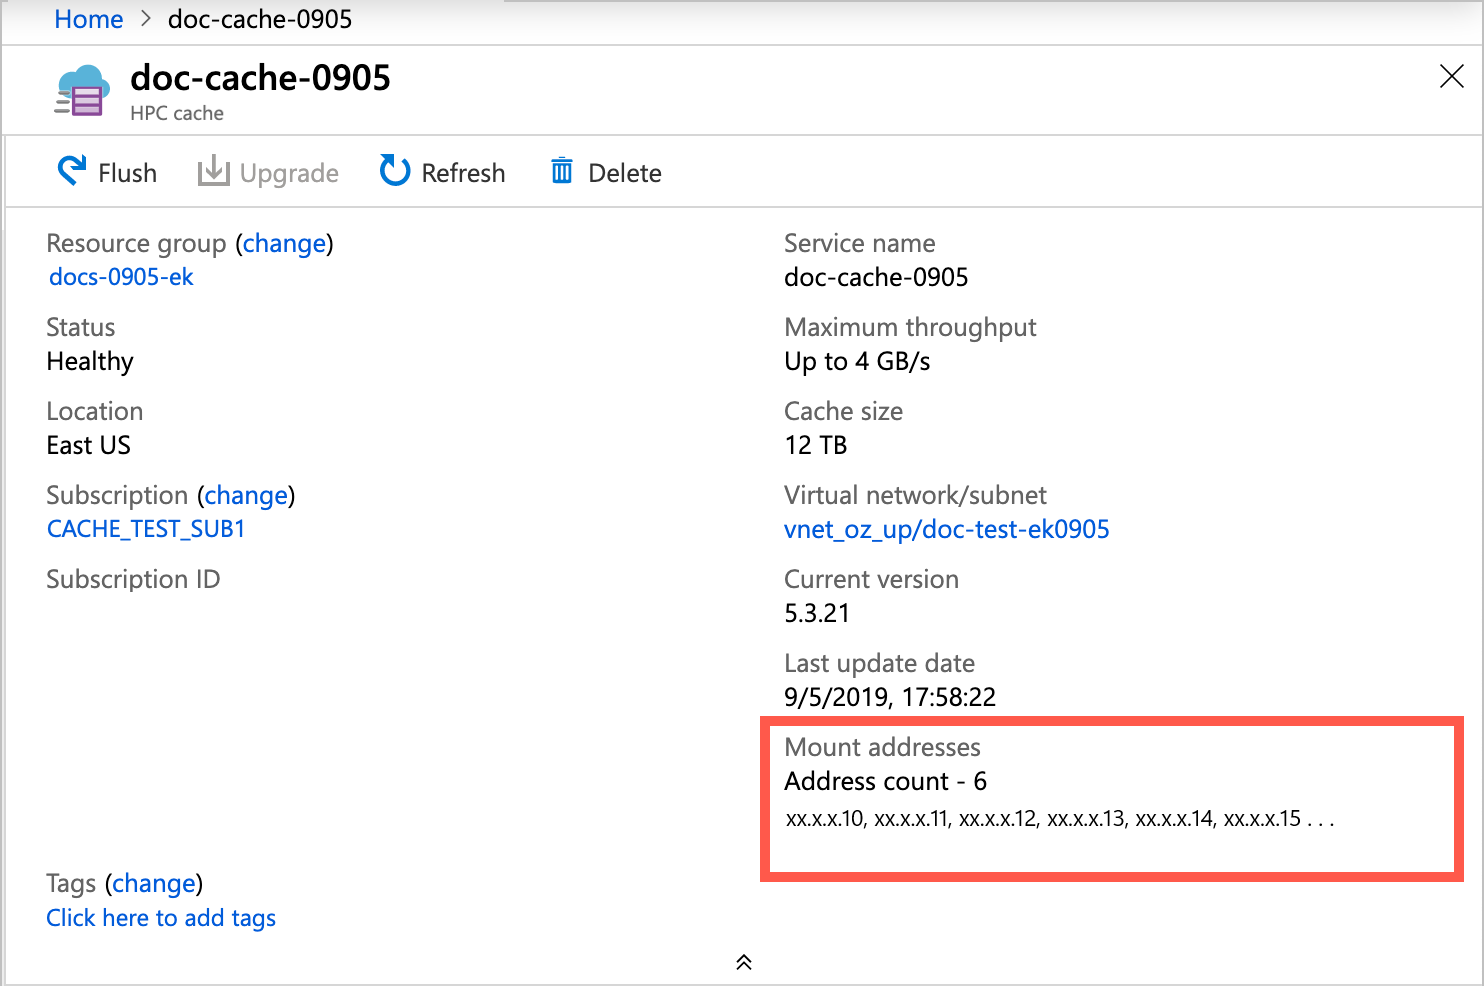 Home > doc-cache-0905
doc-cache-0905
HPC cache
Flush Upgrade Refresh Delete
Resource group (change)
docs-0905-ek
Status
Healthy
Location
East US
Subscription (change)
CACHE_TEST_SUB1
Subscription ID
Service name
doc-cache-0905
Maximum throughput
Up to 4 GB/s
Cache size
12 TB
Virtual network/subnet
vnet_oz_up/doc-test-ek0905
Current version
5.3.21
Last update date
9/5/2019, 17:58:22
Mount addresses
Address count - 6
xx.x.x.10, xx.x.x.11, xx.x.x.12, xx.x.x.13, xx.x.x.14, xx.x.x.15 . . .
Tags (change)
Click here to add tags